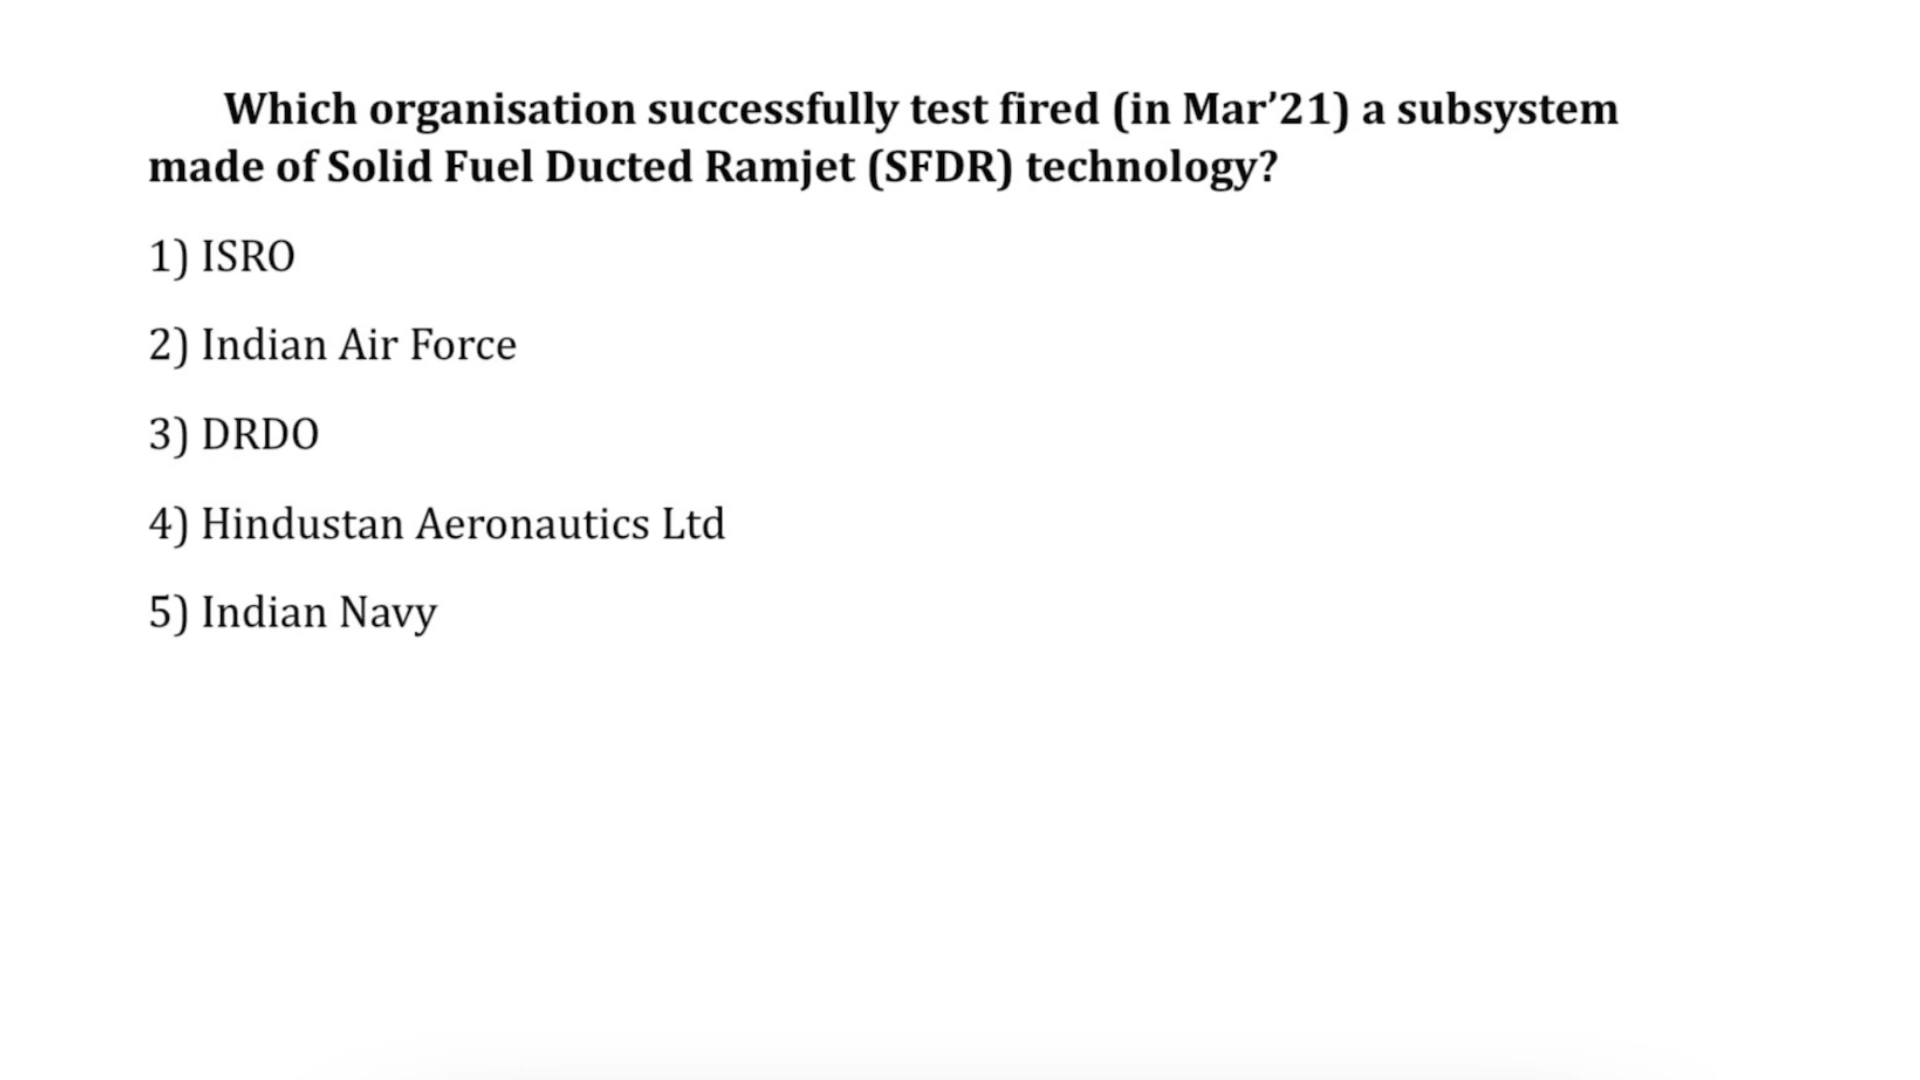 Which organisation successfully test fired (in Mar’21) a subsystem
made of Solid Fuel Ducted Ramjet (SFDR) technology?
1) ISRO
2) Indian Air Force
3) DRDO
4) Hindustan Aeronautics Ltd
5) Indian Navy